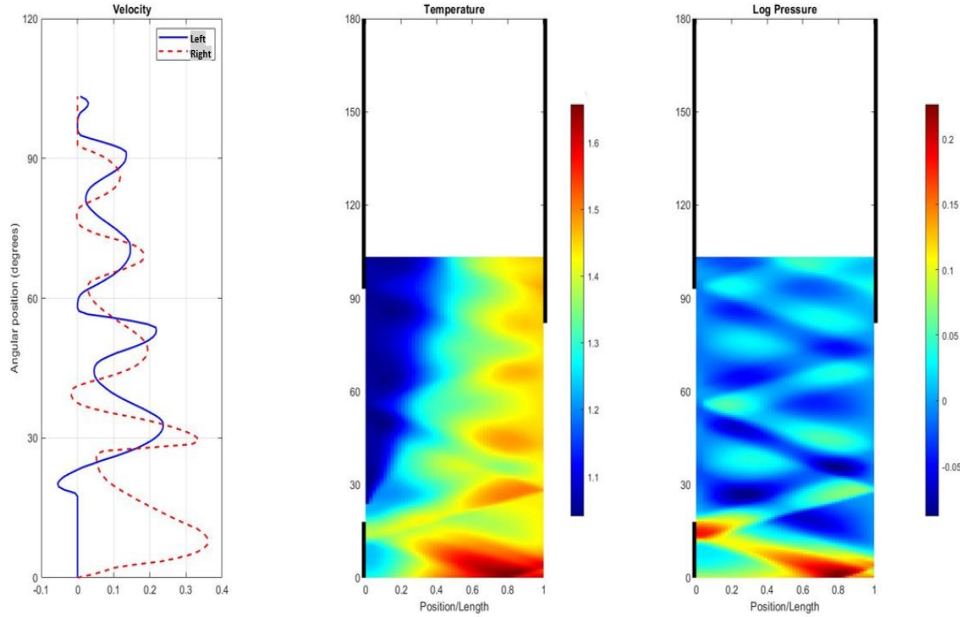 Velocity
Left
Right
120
90
60
30
0
-0.1 0 0.1 0.2 0.3 0.4
Angular position (degrees)
Temperature
180
150
120
90
60
30
0
0 0.2 0.4 0.6 0.8 1
Position/Length
1.6
1.5
1.4
1.3
1.2
1.1
Log Pressure
180
150
120
90
60
30
0
0 0.2 0.4 0.6 0.8 1
Position/Length
0.2
0.15
0.1
0.05
0
-0.05